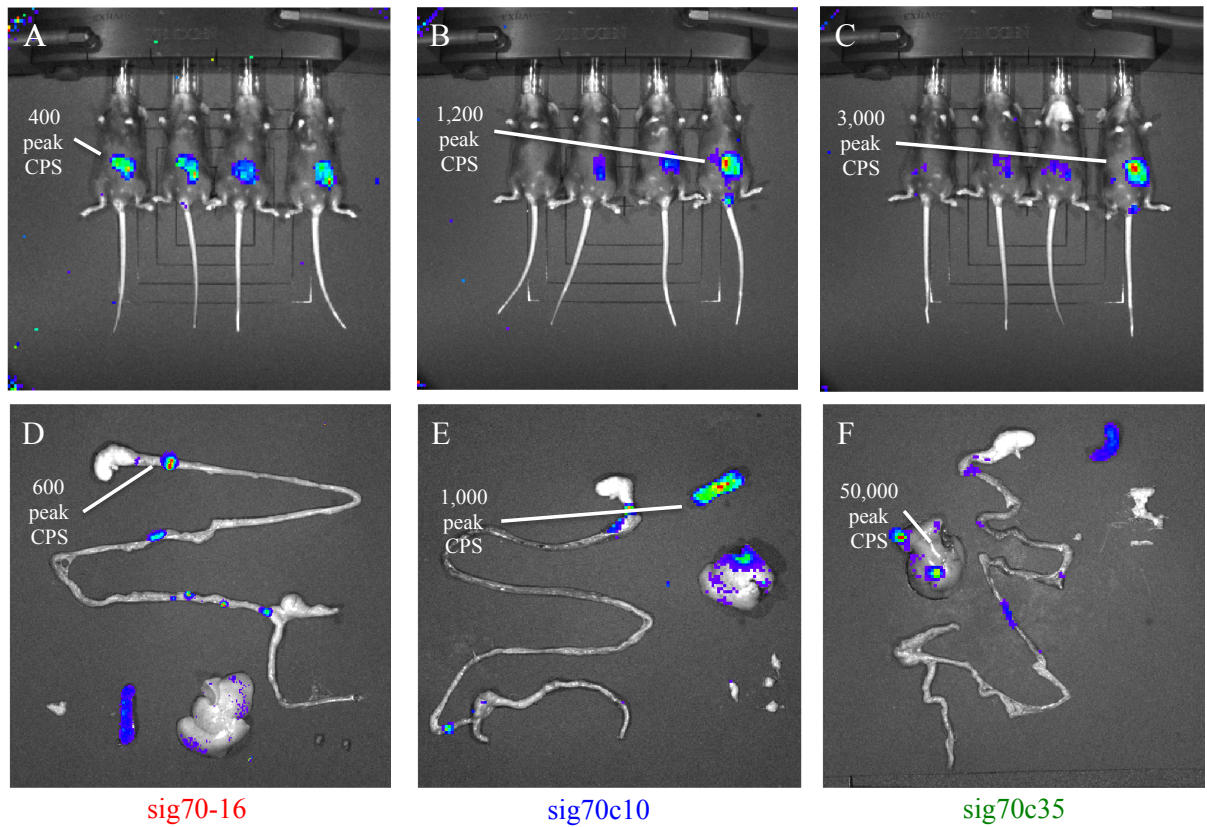 A
B
C
400
peak
CPS
1,200
peak
CPS
3,000
peak
CPS
D
E
F
600
peak
CPS
1,000
peak
CPS
50,000
peak
CPS
sig70-16
sig70c10
sig70c35